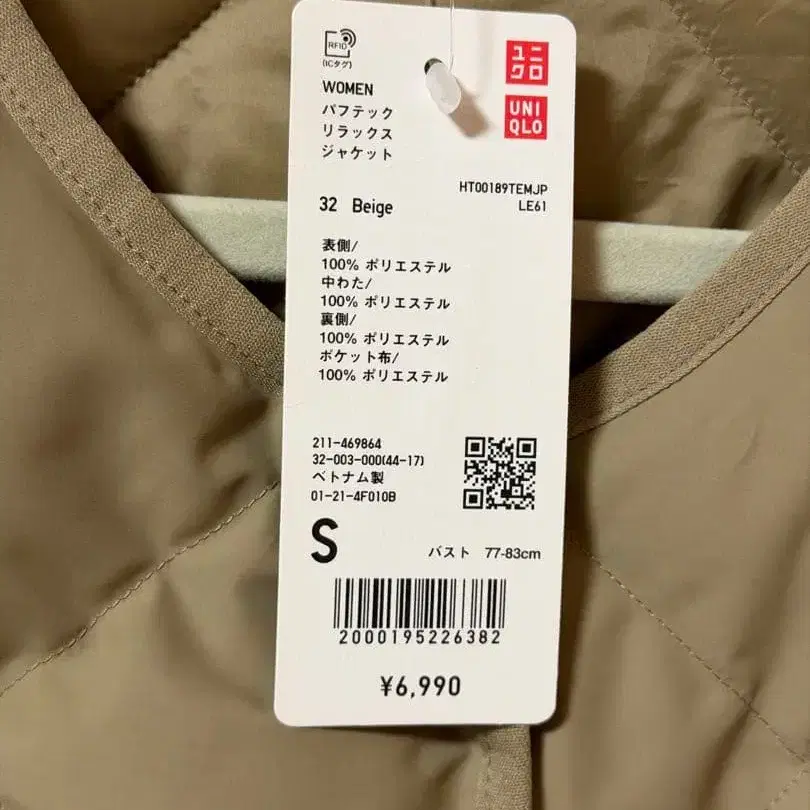 RFID
(ICタグ)
ユニ
クロ
UNI
QLO
WOMEN
パフテック
リラックス
ジャケット
HT00189TEMJP
32 Beige
LE61
表側/
100% ポリエステル
中わた/
100% ポリエステル
裏側/
100% ポリエステル
ポケット布/
100% ポリエステル
211-469864
32-003-000(44-17)
ベトナム製
01-21-4F010B
S
バスト 77-83cm
2000195226382
¥6,990